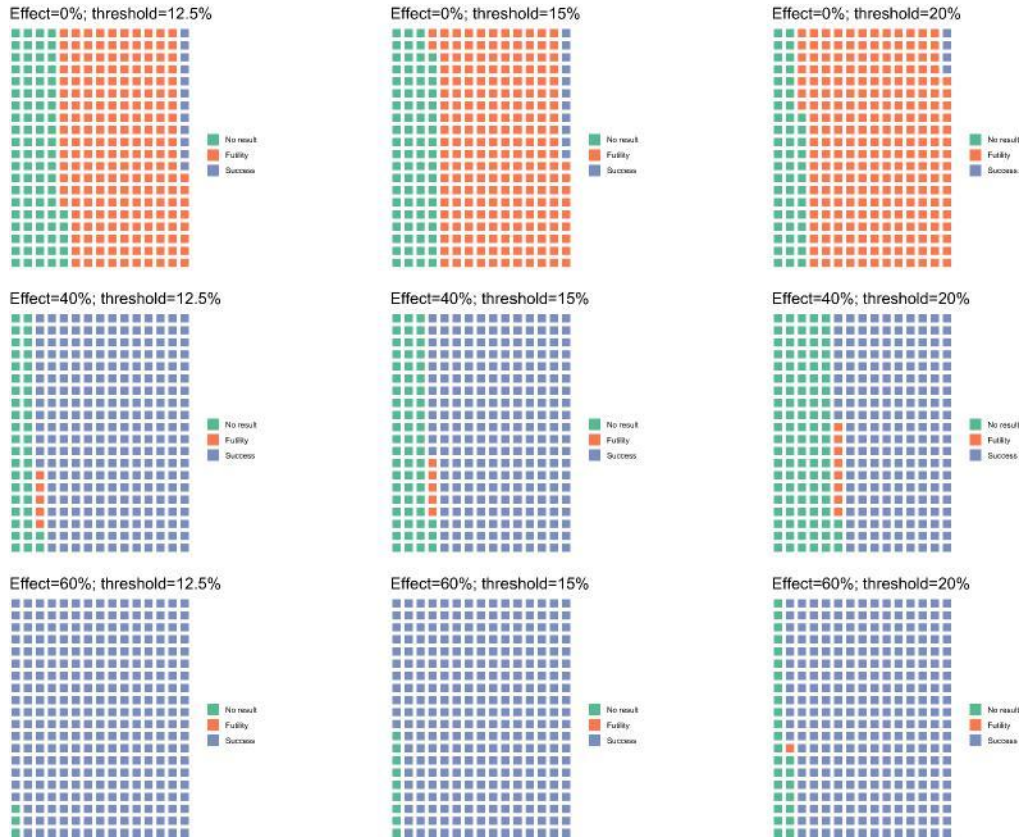 Effect=0%; threshold=12.5%
No result
Futility
Success
Effect=0%; threshold=15%
No result
Futility
Success
Effect=0%; threshold=20%
No result
Futility
Success
Effect=40%; threshold=12.5%
No result
Futility
Success
Effect=40%; threshold=15%
No result
Futility
Success
Effect=40%; threshold=20%
No result
Futility
Success
Effect=60%; threshold=12.5%
No result
Futility
Success
Effect=60%; threshold=15%
No result
Futility
Success
Effect=60%; threshold=20%
No result
Futility
Success